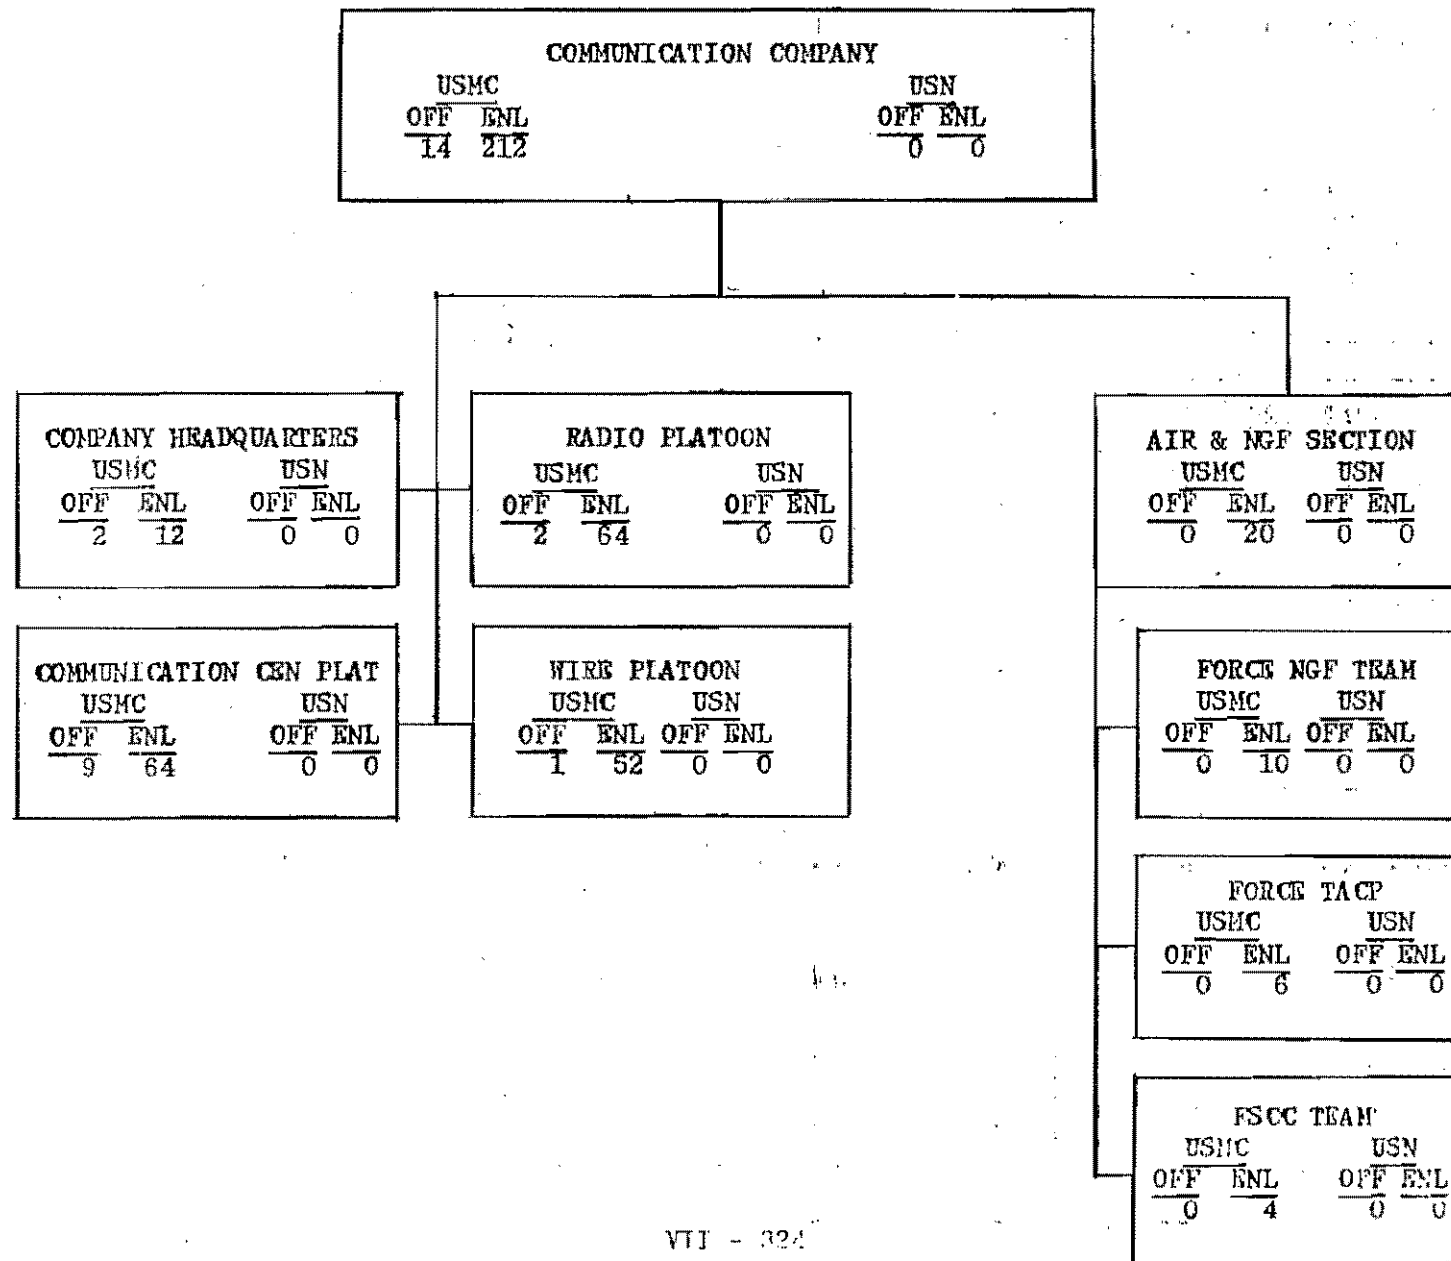 COMMUNICATION COMPANY
USMC USN
OFF ENL OFF ENL
14 212 0 0
COMPANY HEADQUARTERS
USMC USN
OFF ENL OFF ENL
2 12 0 0
RADIO PLATOON
USMC USN
OFF ENL OFF ENL
2 64 0 0
AIR & NGF SECTION
USMC USN
OFF ENL OFF ENL
0 20 0 0
COMMUNICATION CEN PLAT
USMC USN
OFF ENL OFF ENL
9 64 0 0
WIRE PLATOON
USMC USN
OFF ENL OFF ENL
1 52 0 0
FORCE NGF TEAM
USMC USN
OFF ENL OFF ENL
0 10 0 0
FORCE TACP
USMC USN
OFF ENL OFF ENL
0 6 0 0
FSCC TEAM
USMC USN
OFF ENL OFF ENL
0 4 0 0
VII - 324